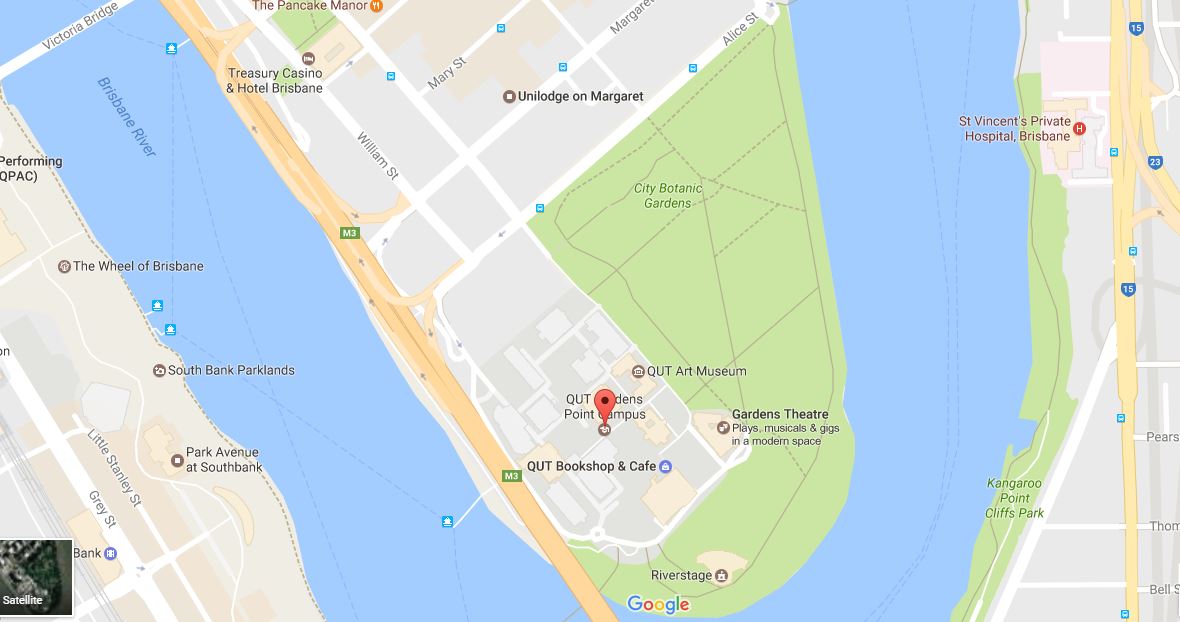 The Pancake Manor
Victoria Bridge
Margaret
Alice St
Treasury Casino
& Hotel Brisbane
Mary St
Unilodge on Margaret
15
Brisbane River
William St
St Vincent's Private
Hospital, Brisbane
H
23
Performing
QPAC)
City Botanic
Gardens
M3
The Wheel of Brisbane
15
on
South Bank Parklands
QUT Art Museum
QUT
dens
Point
ampus
Gardens Theatre
Plays, musicals & gigs
in a modern space
Little Stanley St
Park Avenue
at Southbank
Pears
QUT Bookshop & Cafe
M3
Grey St
Kangaroo
Point
Cliffs Park
Thom
Bank
Riverstage
Bell S
Satellite
Google